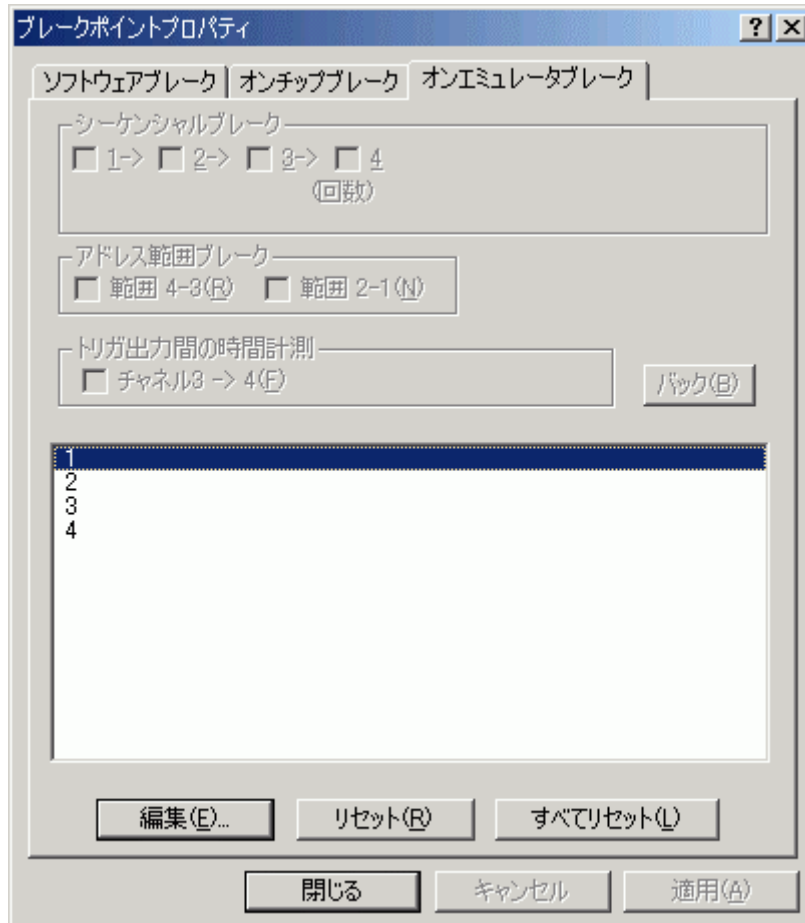 ブレークポイントプロパティ
ソフトウェアブレーク オンチップブレーク オンエミュレータブレーク
シーケンシャルブレーク
1-> 2-> 3-> 4
(回数)
アドレス範囲ブレーク
範囲 4-3(R) 範囲 2-1(N)
トリガ出力間の時間計測
チャネル3 -> 4(F)
バック(B)
1
2
3
4
編集(E)... リセット(R) すべてリセット(L)
閉じる キャンセル 適用(A)